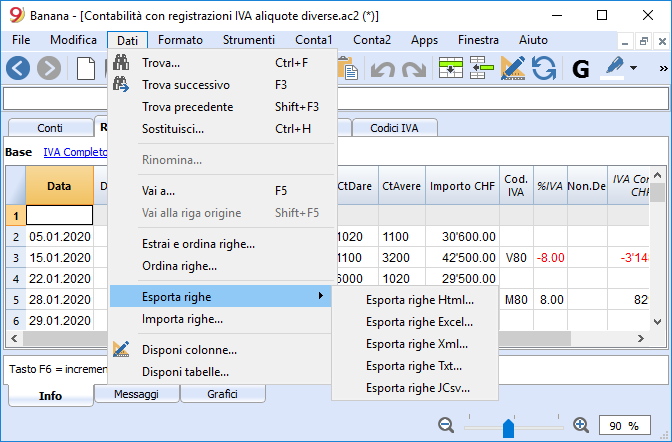 Banana - [Contabilità con registrazioni IVA aliquote diverse.ac2 (*)]
File Modifica Dati Formato Strumenti Conta1 Conta2 Apps Finestra Aiuto
G
Trova... Ctrl+F
Trova successivo F3
Trova precedente Shift+F3
Sostituisci... Ctrl+H
Rinomina...
Vai a... F5
Vai alla riga origine Shift+F5
Estrai e ordina righe...
Ordina righe...
Esporta righe
Importa righe...
Disponi colonne...
Disponi tabelle...
Esporta righe Html...
Esporta righe Excel...
Esporta righe Xml...
Esporta righe Txt...
Esporta righe JCsv...
Conti Codici IVA
Base IVA Completo
Data CtDare CtAvere Importo CHF Cod. IVA %IVA Non.De IVA Con CHF
1
2 05.01.2020 1020 1100 30'600.00
3 15.01.2020 1100 3200 42'500.00 V80 -8.00 -3'14
4 22.01.2020 6000 1020 29'500.00
5 28.01.2020 M80 8.00 82
6 29.01.2020
Tasto F6 = increment
Info Messaggi Grafici
90 %